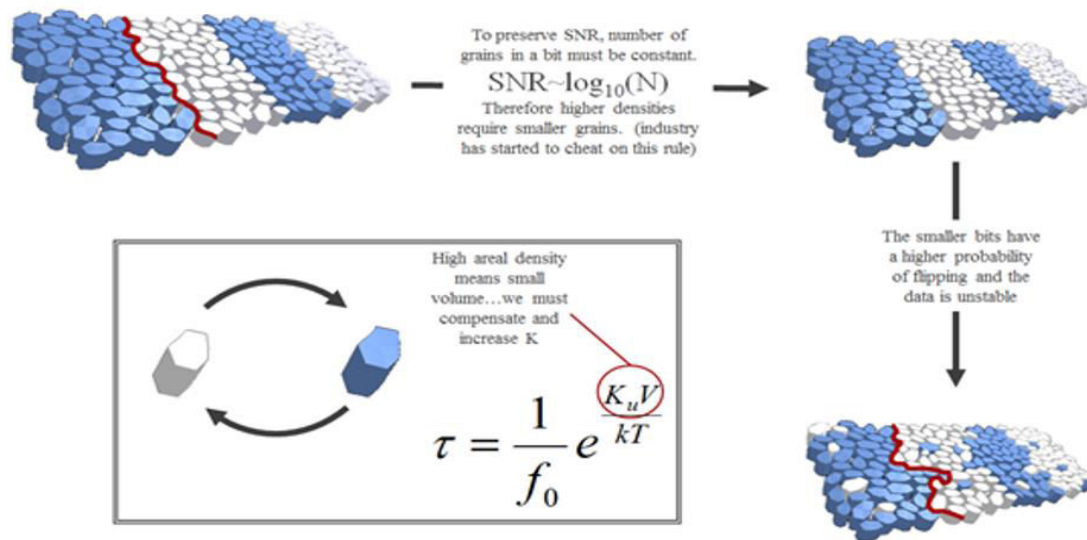 To preserve SNR, number of
grains in a bit must be constant.
SNR~log₁₀(N)
Therefore higher densities
require smaller grains. (industry
has started to cheat on this rule)
The smaller bits have
a higher probability
of flipping and the
data is unstable
High areal density
means small
volume...we must
compensate and
increase K
τ = 1/f₀ e^(KᵤV/kT)